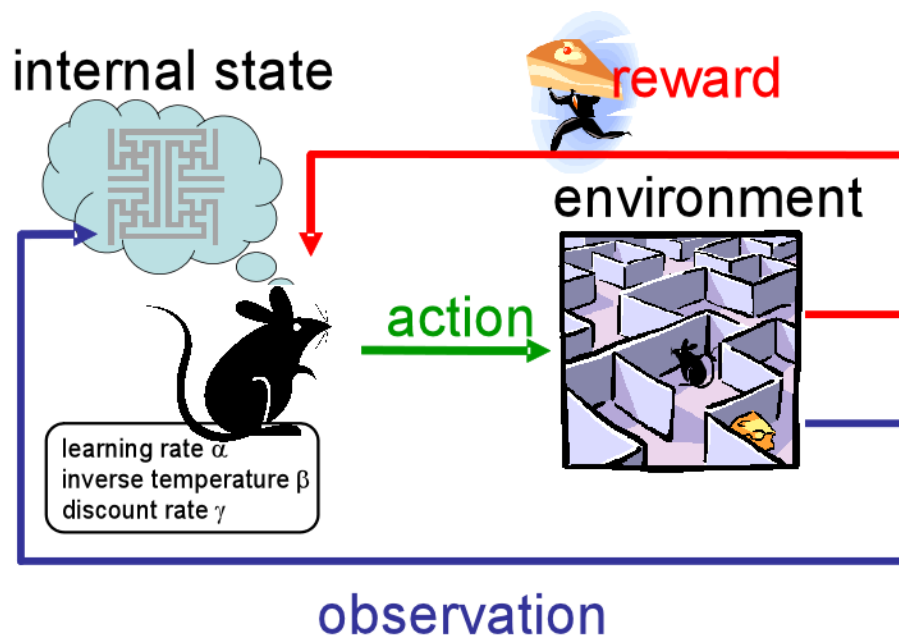 internal state
reward
environment
action
learning rate α
inverse temperature β
discount rate γ
observation